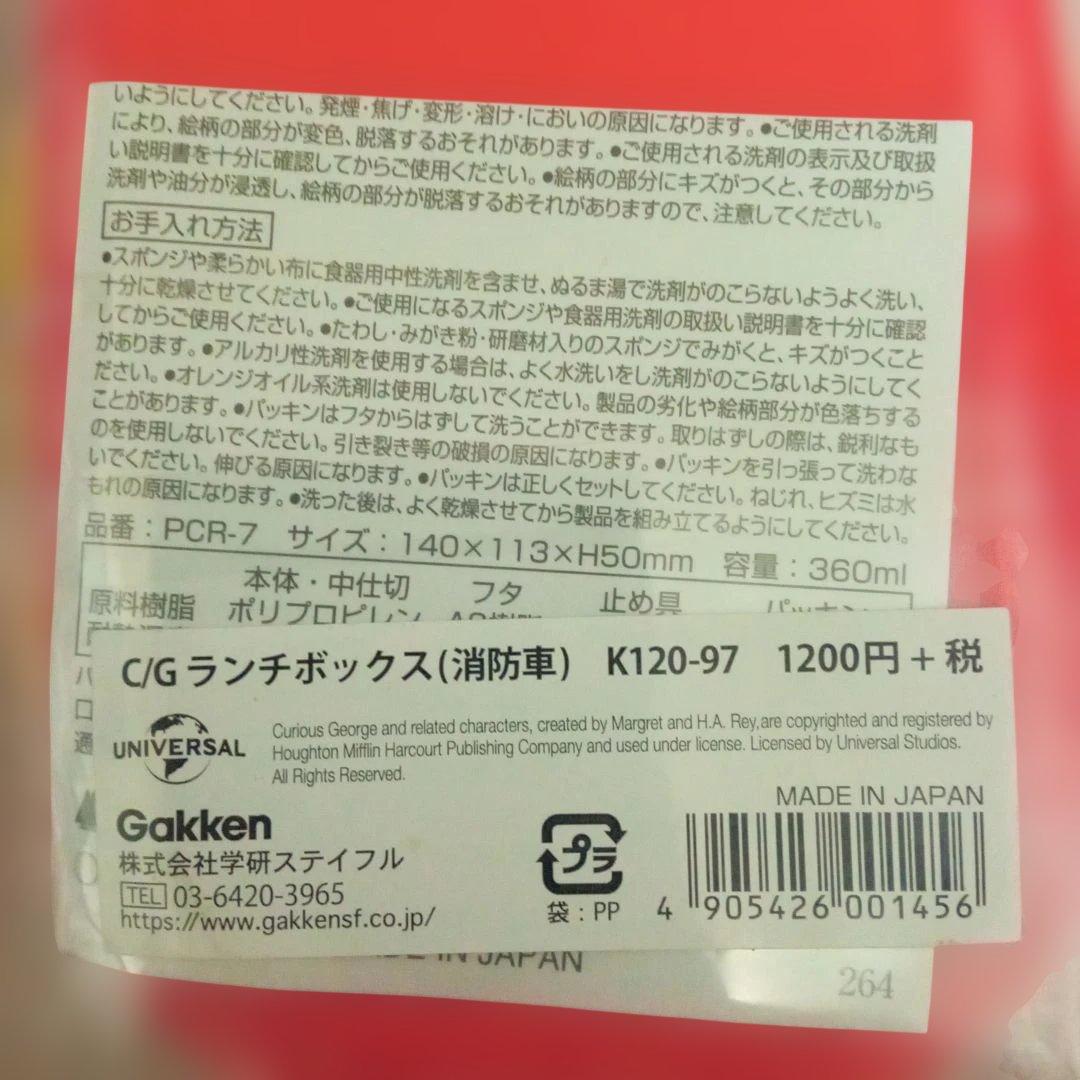 いようにしてください。発煙・焦げ・変形・溶け・においの原因になります。●ご使用される洗剤
により、絵柄の部分が変色、脱落するおそれがあります。●ご使用される洗剤の表示及び取扱
い説明書を十分に確認してからご使用ください。●絵柄の部分にキズがつくと、その部分から
洗剤や油分が浸透し、絵柄の部分が脱落するおそれがありますので、注意してください。
お手入れ方法
●スポンジや柔らかい布に食器用中性洗剤を含ませ、ぬるま湯で洗剤がのこらないようよく洗い、
十分に乾燥させてください。●ご使用になるスポンジや食器用洗剤の取扱い説明書を十分に確認
してからご使用ください。●たわし・みがき粉・研磨材入りのスポンジでみがくと、キズがつくこと
があります。●アルカリ性洗剤を使用する場合は、よく水洗いをし洗剤がのこらないようにしてく
ださい。●オレンジオイル系洗剤は使用しないでください。製品の劣化や絵柄部分が色落ちする
ことがあります。●パッキンはフタからはずして洗うことができます。取りはずしの際は、鋭利なも
のを使用しないでください。引き裂き等の破損の原因になります。●パッキンを引っ張って洗わな
いでください。伸びる原因になります。●パッキンは正しくセットしてください。ねじれ、ヒズミは水
もれの原因になります。●洗った後は、よく乾燥させてから製品を組み立てるようにしてください。
品番：PCR-7 サイズ：140×113×H50mm 容量：360ml
本体・中仕切 フタ 止め具 パッキン
原料樹脂 ポリプロピレン
C/G ランチボックス(消防車) K120-97 1200円＋税
UNIVERSAL
Curious George and related characters, created by Margret and H.A. Rey,are copyrighted and registered by
Houghton Mifflin Harcourt Publishing Company and used under license. Licensed by Universal Studios.
All Rights Reserved.
MADE IN JAPAN
Gakken
株式会社学研ステイフル
TEL 03-6420-3965
https://www.gakkensf.co.jp/
プラ
袋：PP
4 905426 001456
IN JAPAN
264